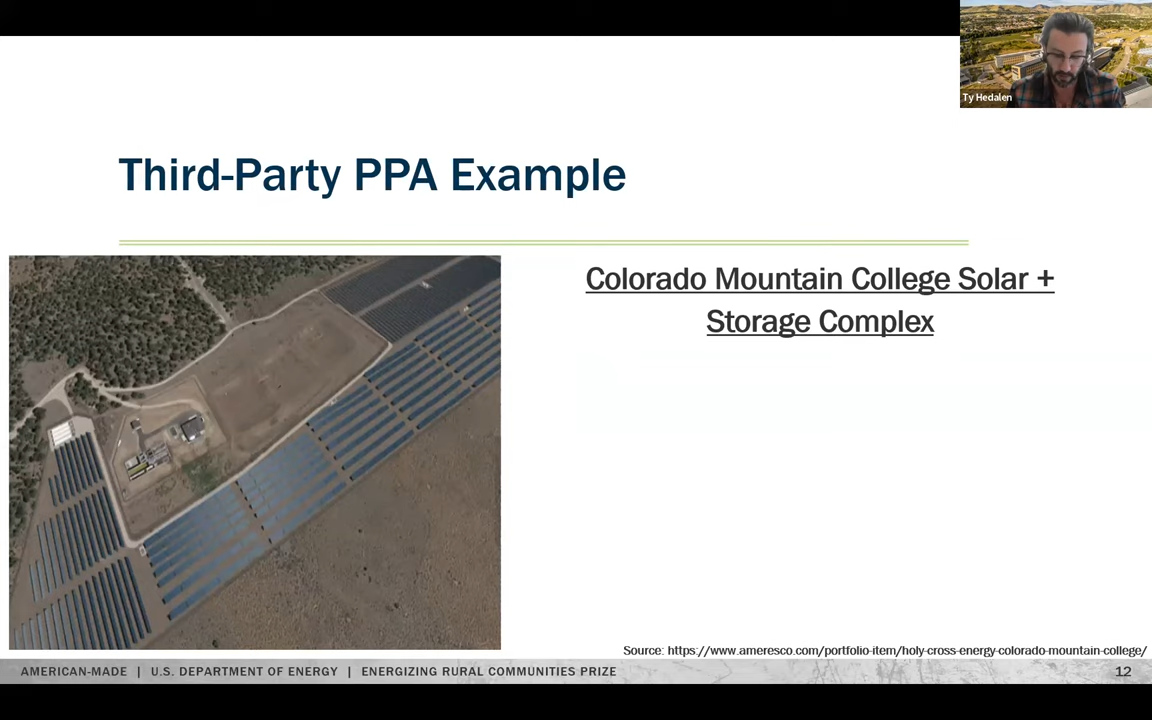 Ty Hedalen
Third-Party PPA Example
Colorado Mountain College Solar +
Storage Complex
Source: https://www.ameresco.com/portfolio-item/holy-cross-energy-colorado-mountain-college/
AMERICAN-MADE | U.S. DEPARTMENT OF ENERGY | ENERGIZING RURAL COMMUNITIES PRIZE
12